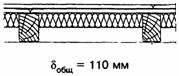 δобщ = 110 мм